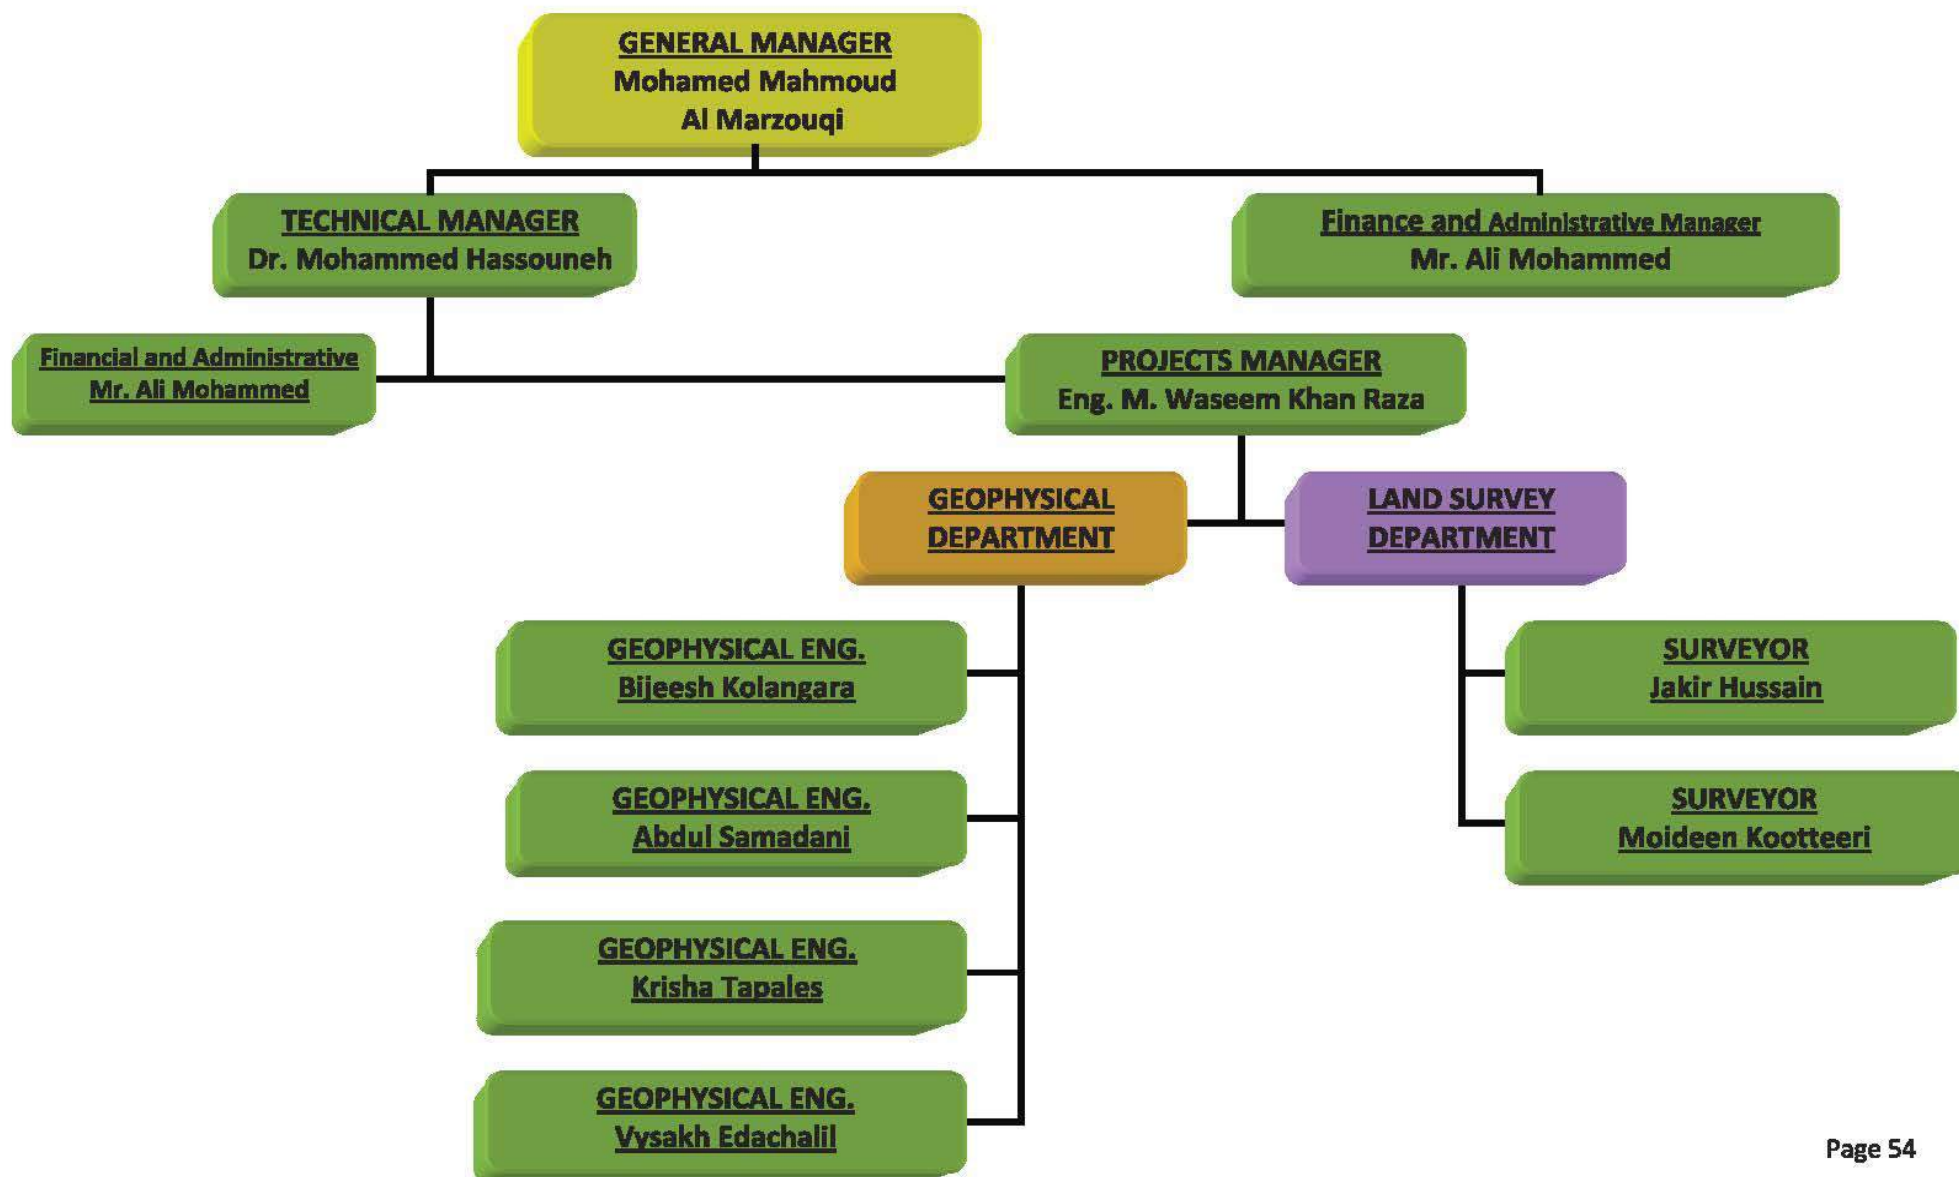 GENERAL MANAGER
Mohamed Mahmoud
Al Marzouqi
TECHNICAL MANAGER
Dr. Mohammed Hassouneh
Finance and Administrative Manager
Mr. Ali Mohammed
Financial and Administrative
Mr. Ali Mohammed
PROJECTS MANAGER
Eng. M. Waseem Khan Raza
GEOPHYSICAL
DEPARTMENT
LAND SURVEY
DEPARTMENT
GEOPHYSICAL ENG.
Bijeesh Kolangara
SURVEYOR
Jakir Hussain
GEOPHYSICAL ENG.
Abdul Samadani
SURVEYOR
Moideen Kootteeri
GEOPHYSICAL ENG.
Krisha Tapales
GEOPHYSICAL ENG.
Vysakh Edachalil
Page 54